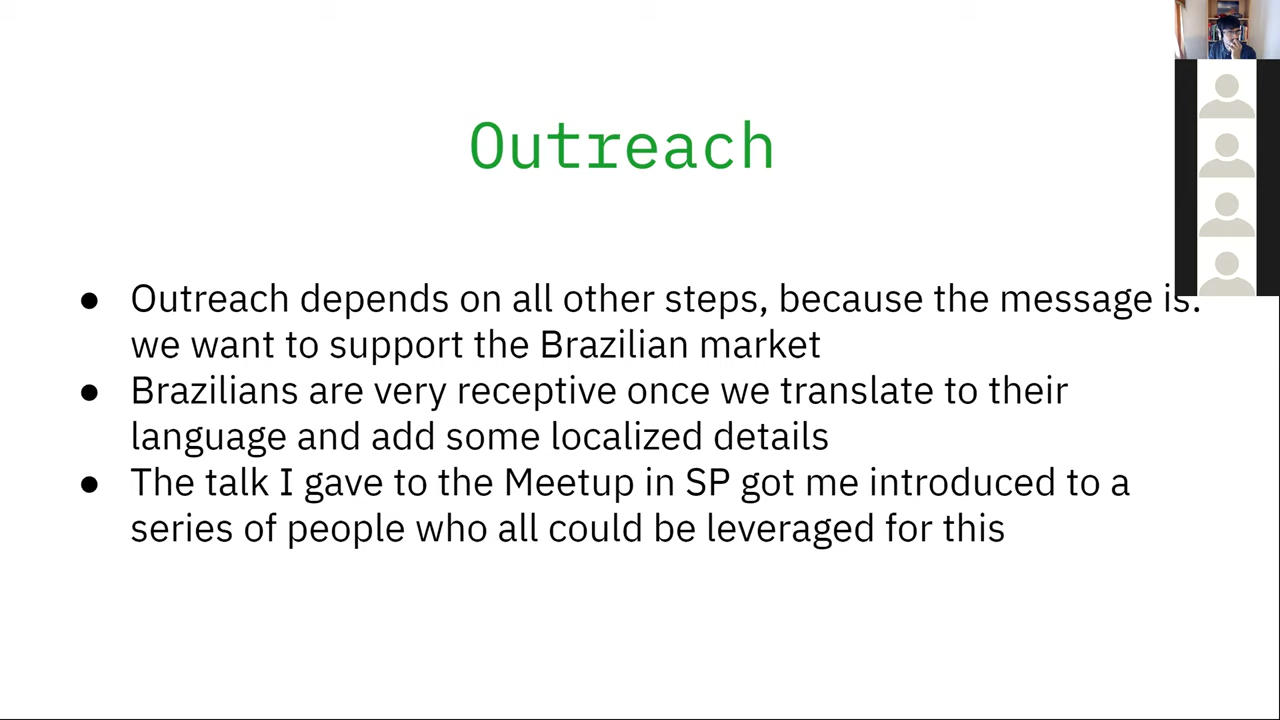 Outreach
● Outreach depends on all other steps, because the message is:
we want to support the Brazilian market
● Brazilians are very receptive once we translate to their
language and add some localized details
● The talk I gave to the Meetup in SP got me introduced to a
series of people who all could be leveraged for this